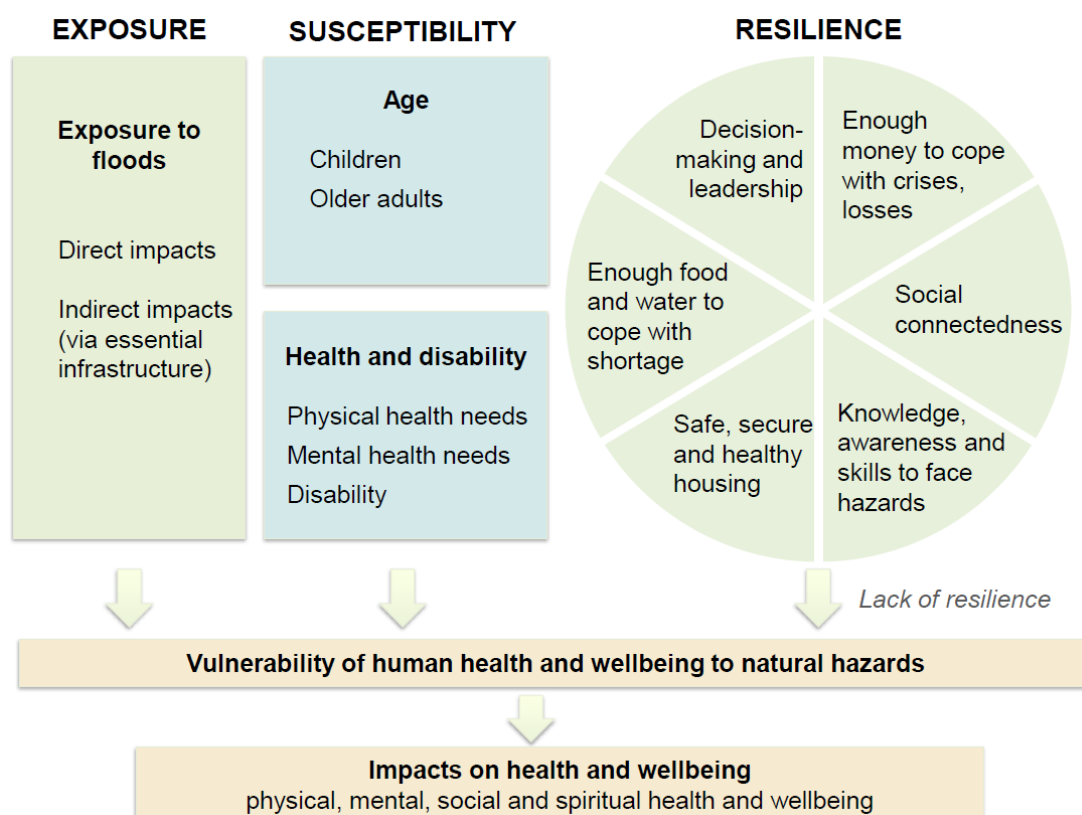 EXPOSURE
Exposure to
floods
Direct impacts
Indirect impacts
(via essential
infrastructure)
SUSCEPTIBILITY
Age
Children
Older adults
Health and disability
Physical health needs
Mental health needs
Disability
RESILIENCE
Decision-
making and
leadership
Enough
money to cope
with crises,
losses
Social
connectedness
Knowledge,
awareness and
skills to face
hazards
Safe, secure
and healthy
housing
Enough food
and water to
cope with
shortage
Lack of resilience
Vulnerability of human health and wellbeing to natural hazards
Impacts on health and wellbeing
physical, mental, social and spiritual health and wellbeing